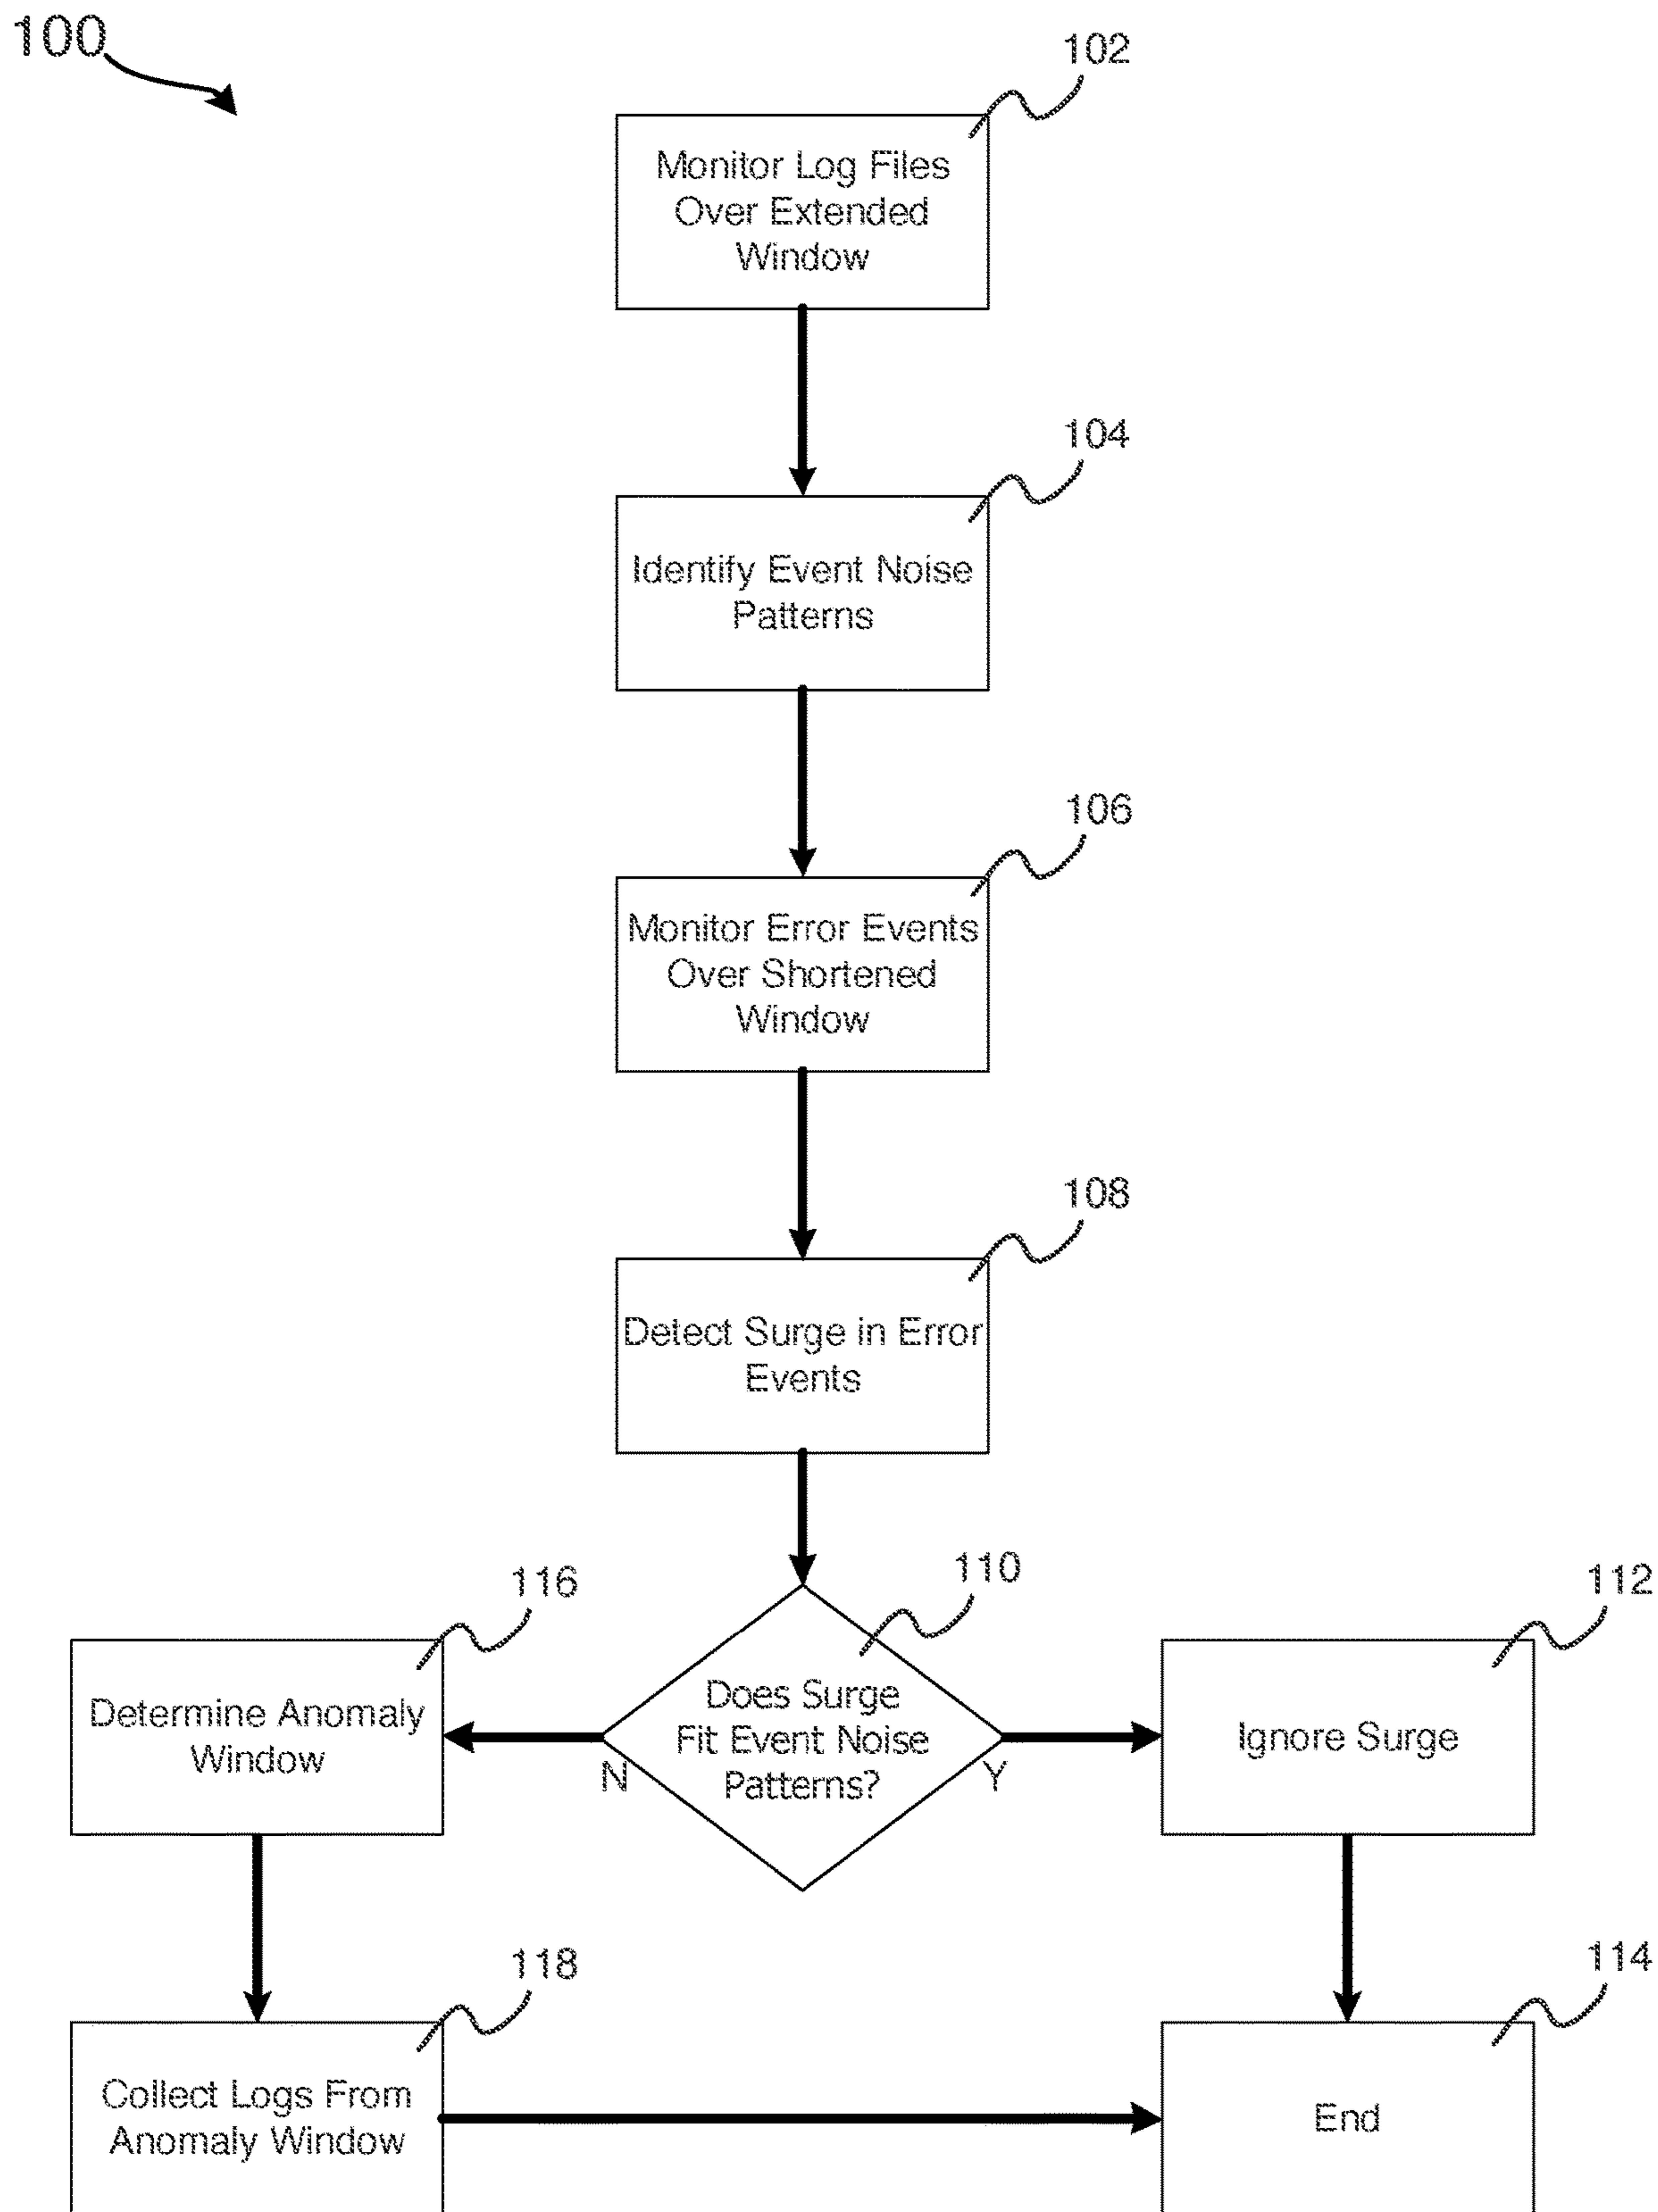 100
102
Monitor Log Files
Over Extended
Window
104
Identify Event Noise
Patterns
106
Monitor Error Events
Over Shortened
Window
108
Detect Surge in Error
Events
110
Does Surge
Fit Event Noise
Patterns?
N
Y
116
Determine Anomaly
Window
112
Ignore Surge
118
Collect Logs From
Anomaly Window
114
End